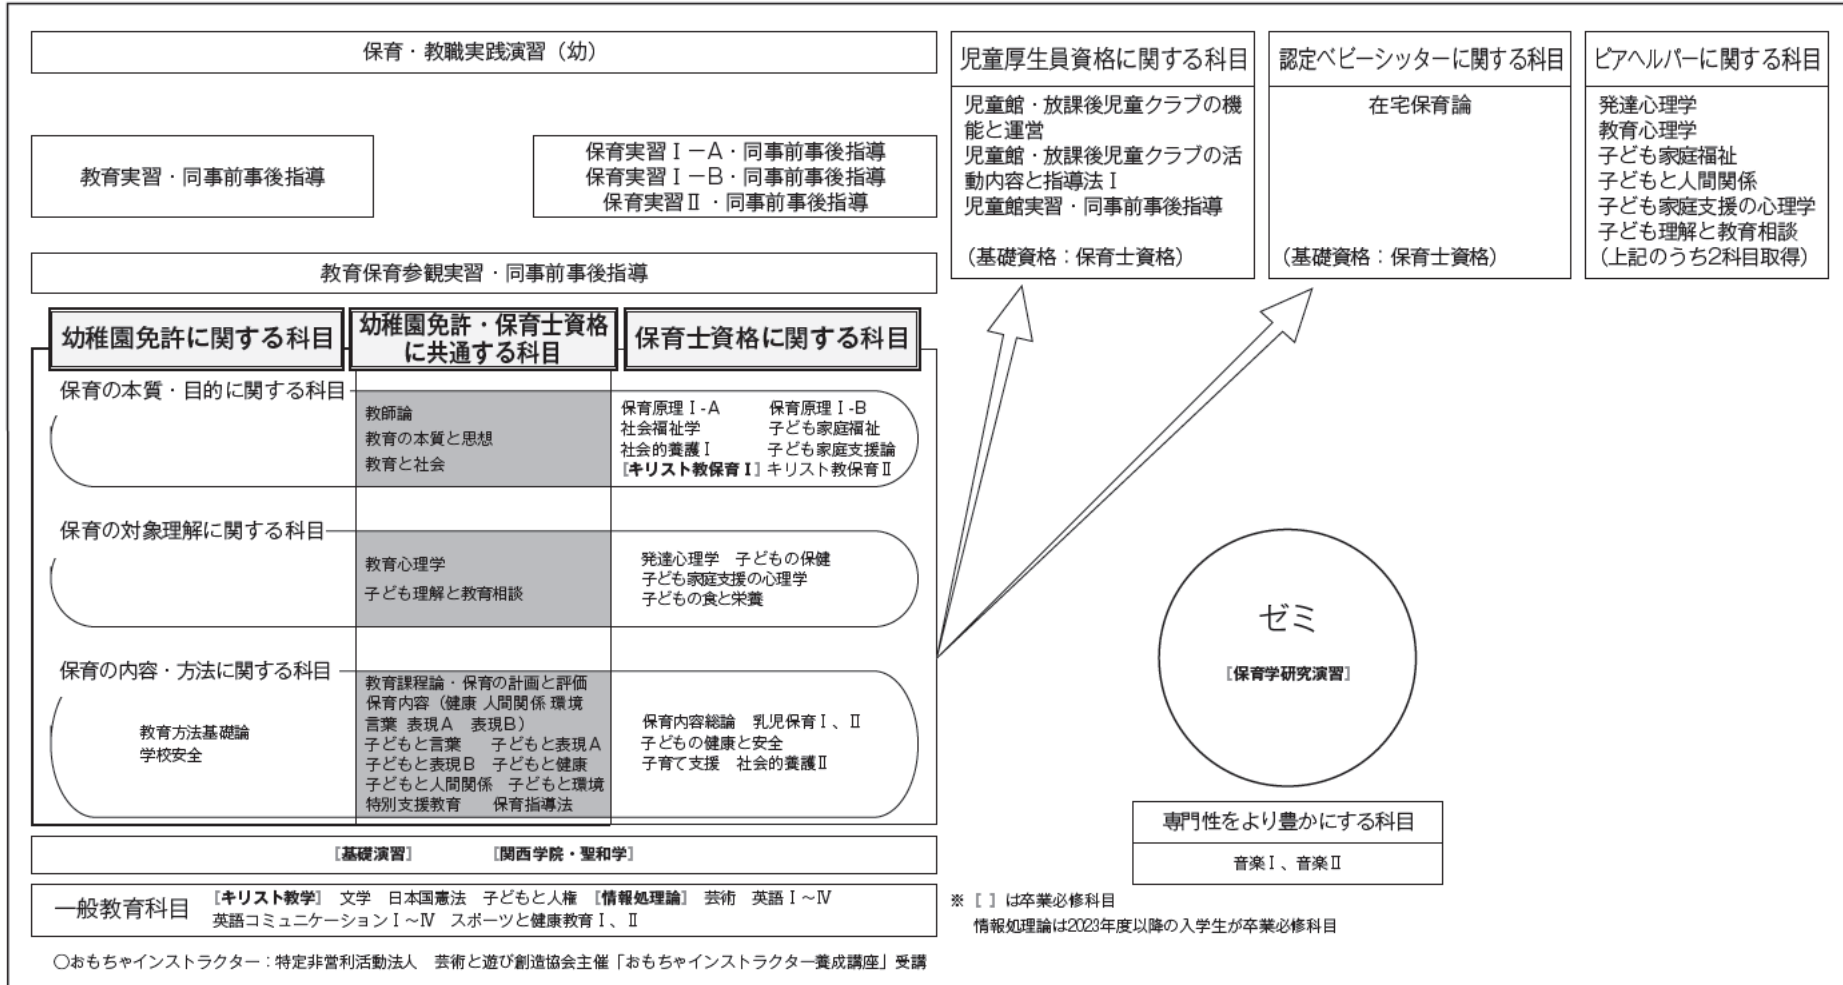 保育・教職実践演習（幼）
教育実習・同事前事後指導
保育実習Ⅰ－A・同事前事後指導
保育実習Ⅰ－B・同事前事後指導
保育実習Ⅱ・同事前事後指導
教育保育参観実習・同事前事後指導
児童厚生員資格に関する科目
児童館・放課後児童クラブの機
能と運営
児童館・放課後児童クラブの活
動内容と指導法Ⅰ
児童館実習・同事前事後指導
（基礎資格：保育士資格）
認定ベビーシッターに関する科目
在宅保育論
（基礎資格：保育士資格）
ピアヘルパーに関する科目
発達心理学
教育心理学
子ども家庭福祉
子どもと人間関係
子ども家庭支援の心理学
子ども理解と教育相談
（上記のうち2科目取得）
幼稚園免許に関する科目
幼稚園免許・保育士資格
に共通する科目
保育士資格に関する科目
保育の本質・目的に関する科目
教師論
教育の本質と思想
教育と社会
保育原理Ⅰ-A 保育原理Ⅰ-B
社会福祉学 子ども家庭福祉
社会的養護Ⅰ 子ども家庭支援論
［キリスト教保育Ⅰ］キリスト教保育Ⅱ
保育の対象理解に関する科目
教育心理学
子ども理解と教育相談
発達心理学 子どもの保健
子ども家庭支援の心理学
子どもの食と栄養
保育の内容・方法に関する科目
教育方法基礎論
学校安全
教育課程論・保育の計画と評価
保育内容（健康 人間関係 環境
言葉 表現A 表現B）
子どもと言葉 子どもと表現A
子どもと表現B 子どもと健康
子どもと人間関係 子どもと環境
特別支援教育 保育指導法
保育内容総論 乳児保育Ⅰ、Ⅱ
子どもの健康と安全
子育て支援 社会的養護Ⅱ
ゼミ
［保育学研究演習］
専門性をより豊かにする科目
音楽Ⅰ、音楽Ⅱ
［基礎演習］ ［関西学院・聖和学］
一般教育科目
［キリスト教学］ 文学 日本国憲法 子どもと人権 ［情報処理論］ 芸術 英語Ⅰ～Ⅳ
英語コミュニケーションⅠ～Ⅳ スポーツと健康教育Ⅰ、Ⅱ
※［ ］は卒業必修科目
情報処理論は2023年度以降の入学生が卒業必修科目
○おもちゃインストラクター：特定非営利活動法人 芸術と遊び創造協会主催「おもちゃインストラクター養成講座」受講